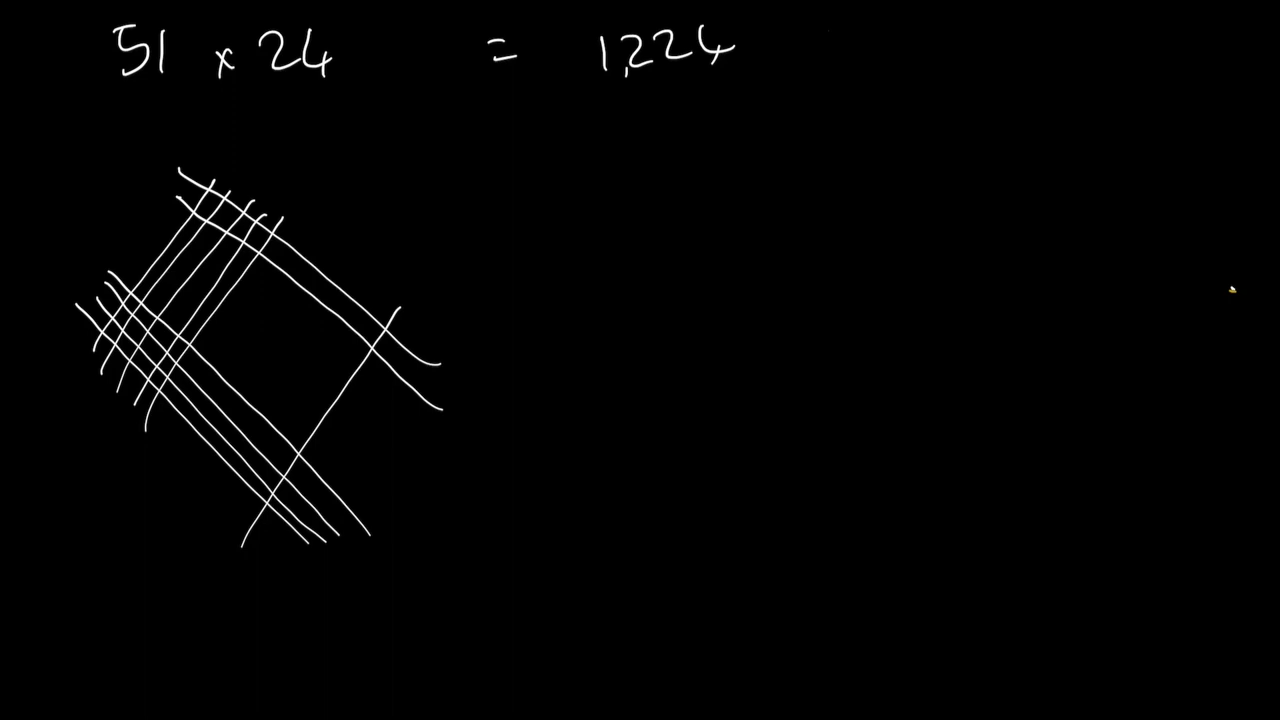 51 × 24 = 1,224